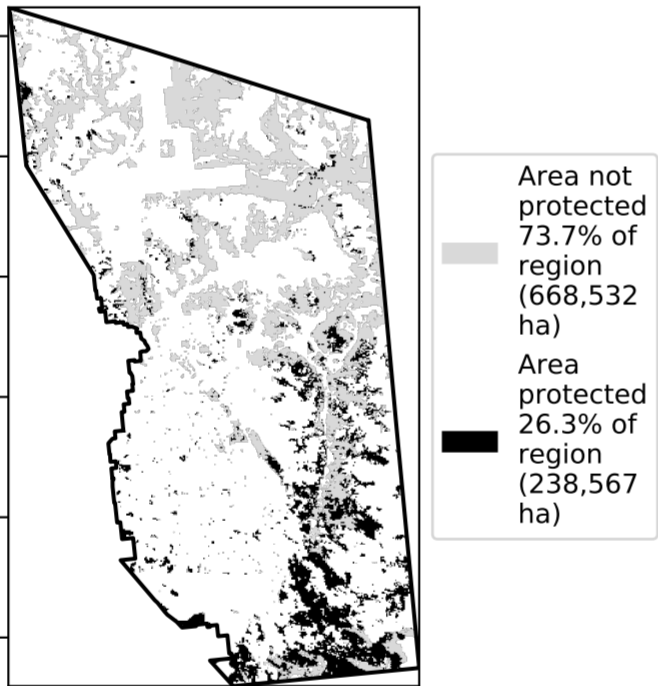 Area not
protected
73.7% of
region
(668,532
ha)
Area
protected
26.3% of
region
(238,567
ha)